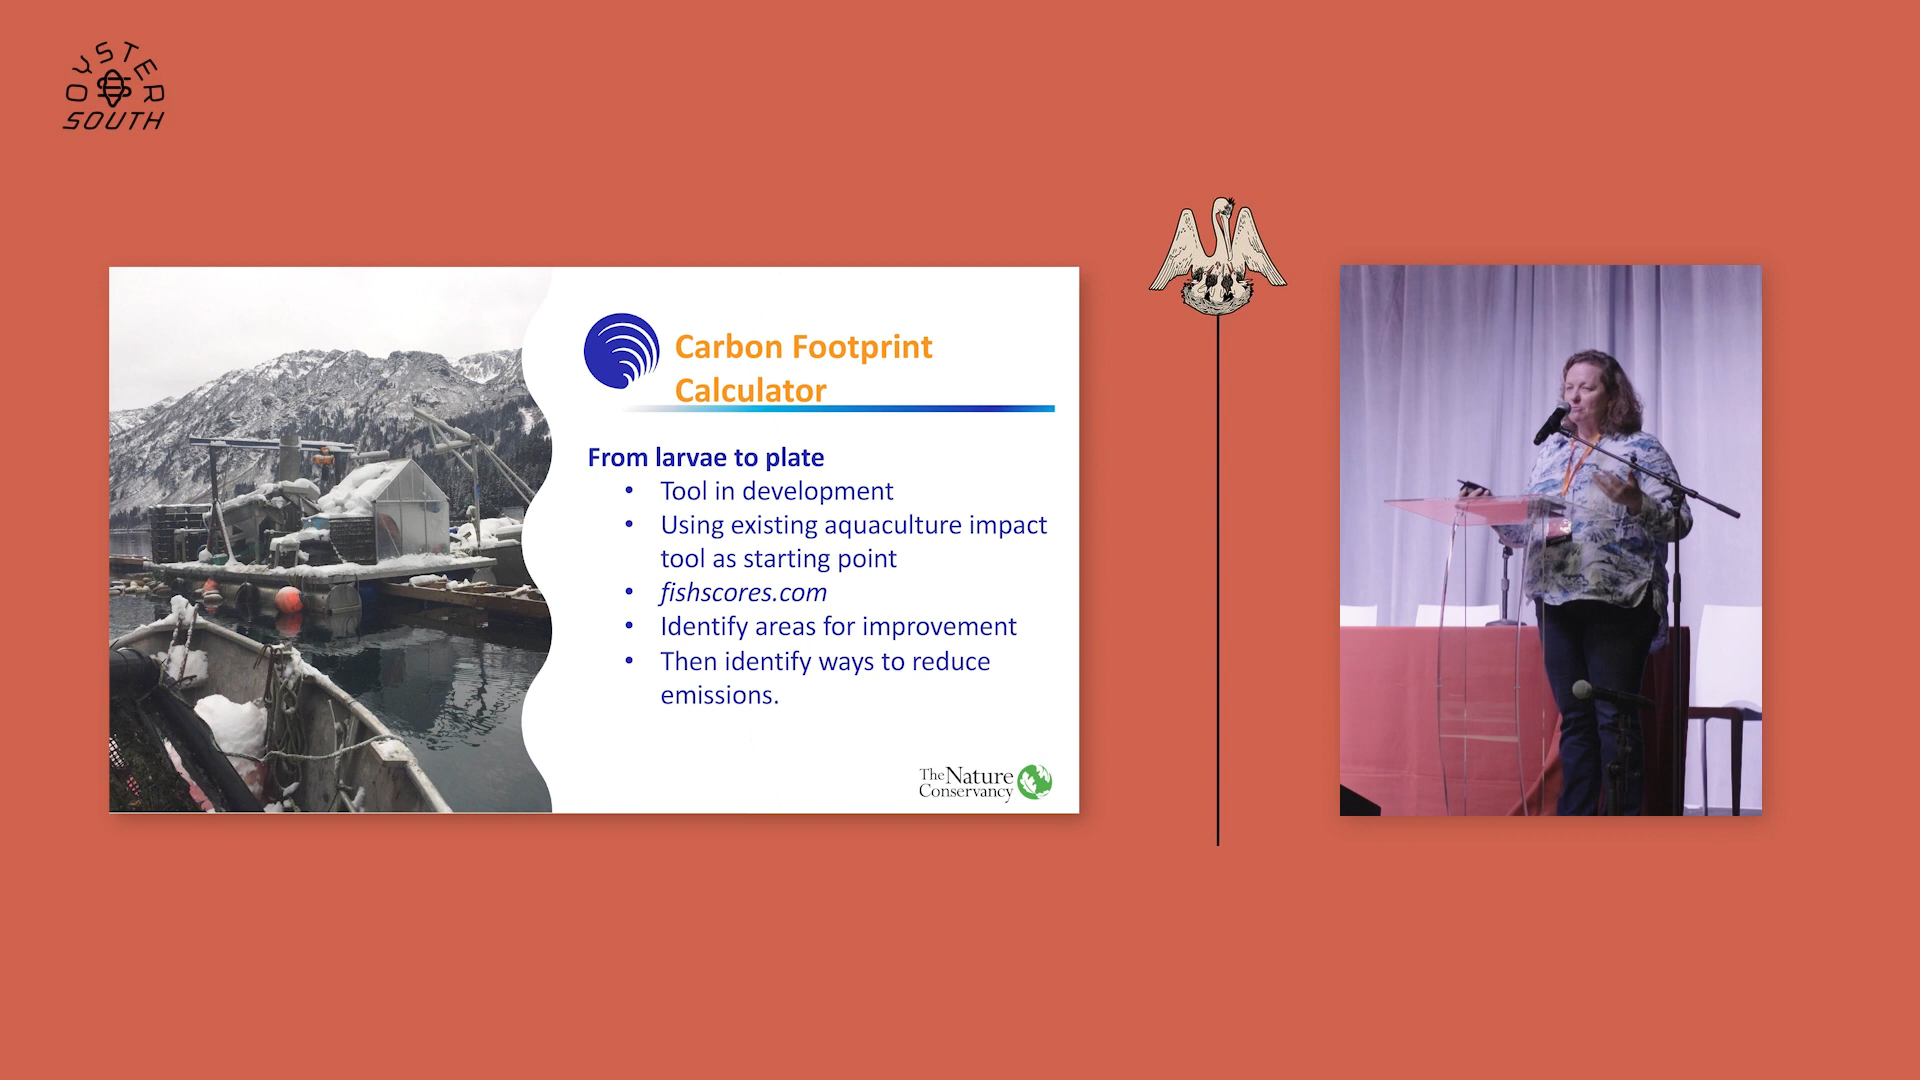 OYSTER
SOUTH
Carbon Footprint
Calculator
From larvae to plate
• Tool in development
• Using existing aquaculture impact
tool as starting point
• fishscores.com
• Identify areas for improvement
• Then identify ways to reduce
emissions.
The Nature
Conservancy